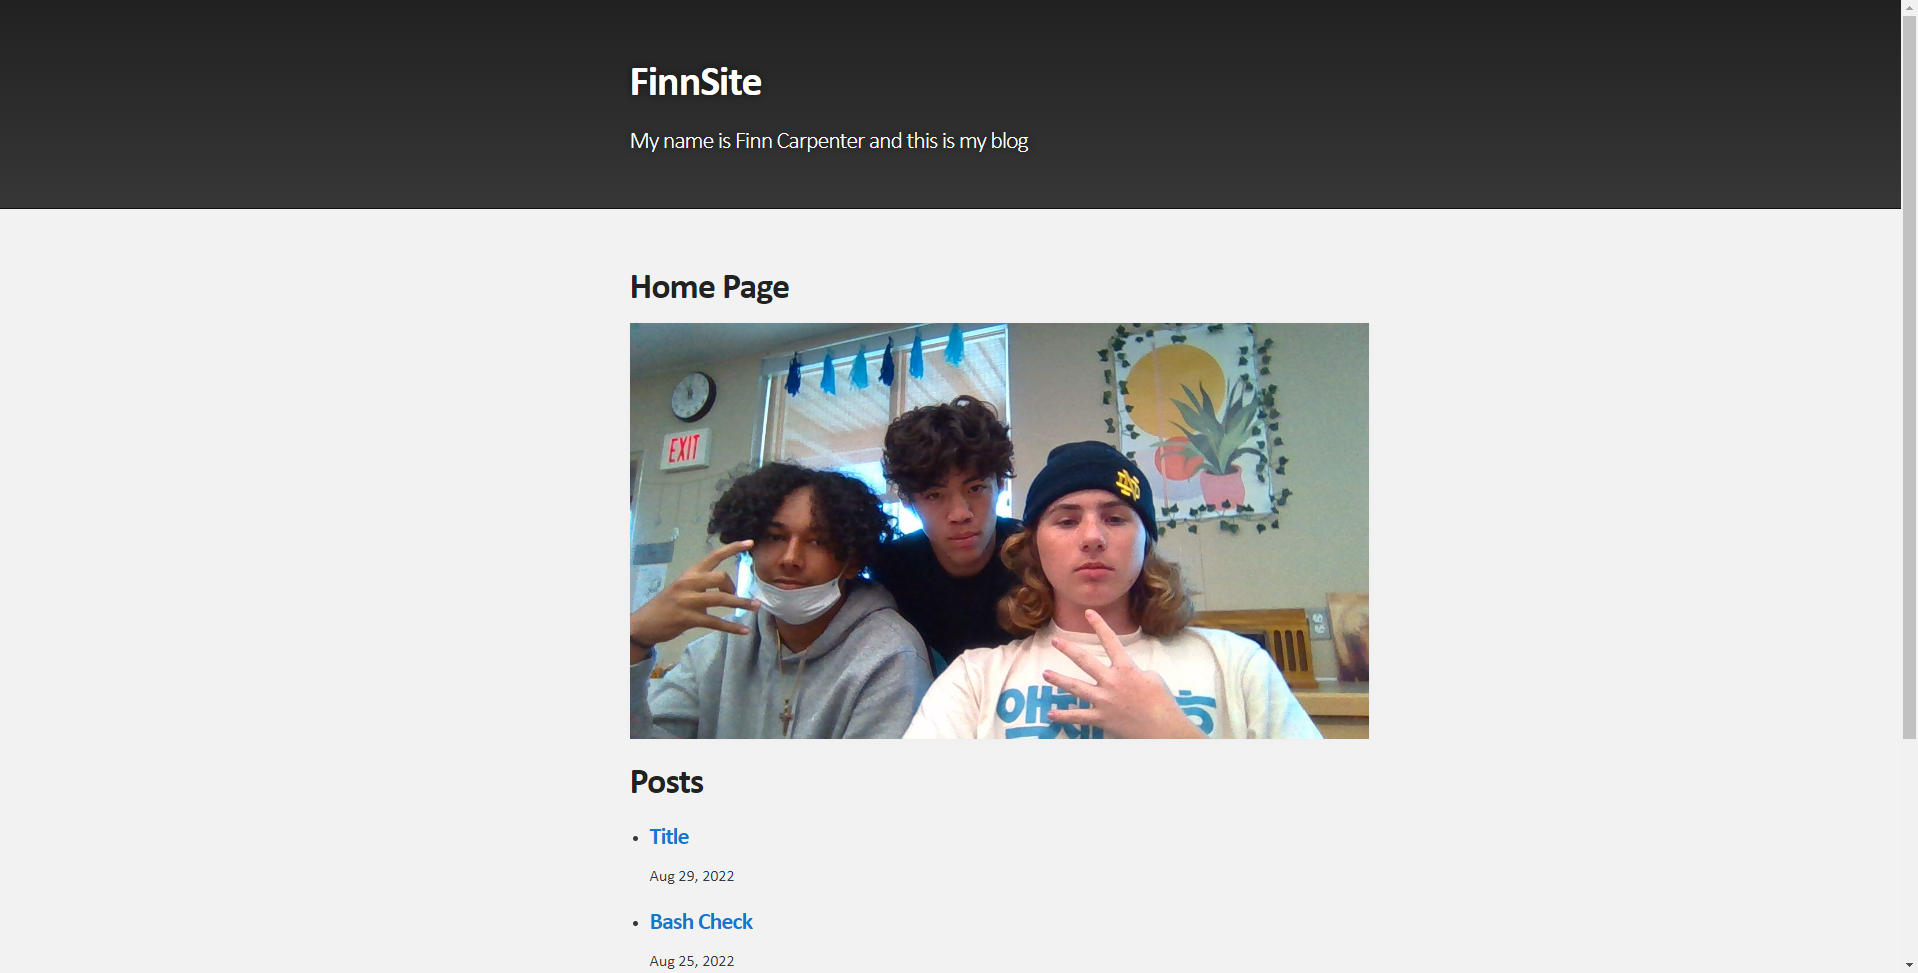 FinnSite
My name is Finn Carpenter and this is my blog
Home Page
EXIT
Posts
Title
Aug 29, 2022
Bash Check
Aug 25, 2022